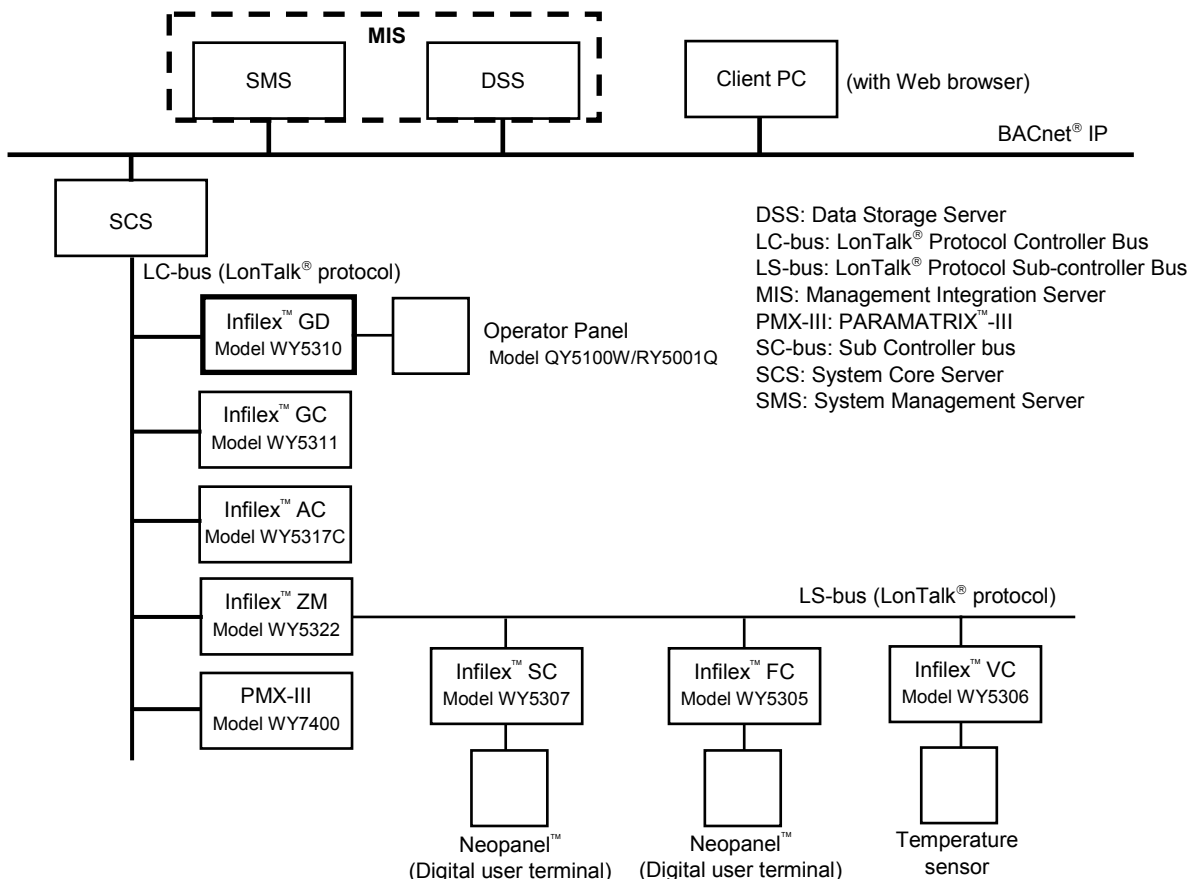 MIS
SMS
DSS
Client PC
(with Web browser)
BACnet® IP
SCS
DSS: Data Storage Server
LC-bus: LonTalk® Protocol Controller Bus
LS-bus: LonTalk® Protocol Sub-controller Bus
MIS: Management Integration Server
PMX-III: PARAMATRIX™-III
SC-bus: Sub Controller bus
SCS: System Core Server
SMS: System Management Server
LC-bus (LonTalk® protocol)
Infilex™ GD
Model WY5310
Operator Panel
Model QY5100W/RY5001Q
Infilex™ GC
Model WY5311
Infilex™ AC
Model WY5317C
Infilex™ ZM
Model WY5322
LS-bus (LonTalk® protocol)
PMX-III
Model WY7400
Infilex™ SC
Model WY5307
Infilex™ FC
Model WY5305
Infilex™ VC
Model WY5306
Neopanel™
(Digital user terminal)
Neopanel™
(Digital user terminal)
Temperature
sensor